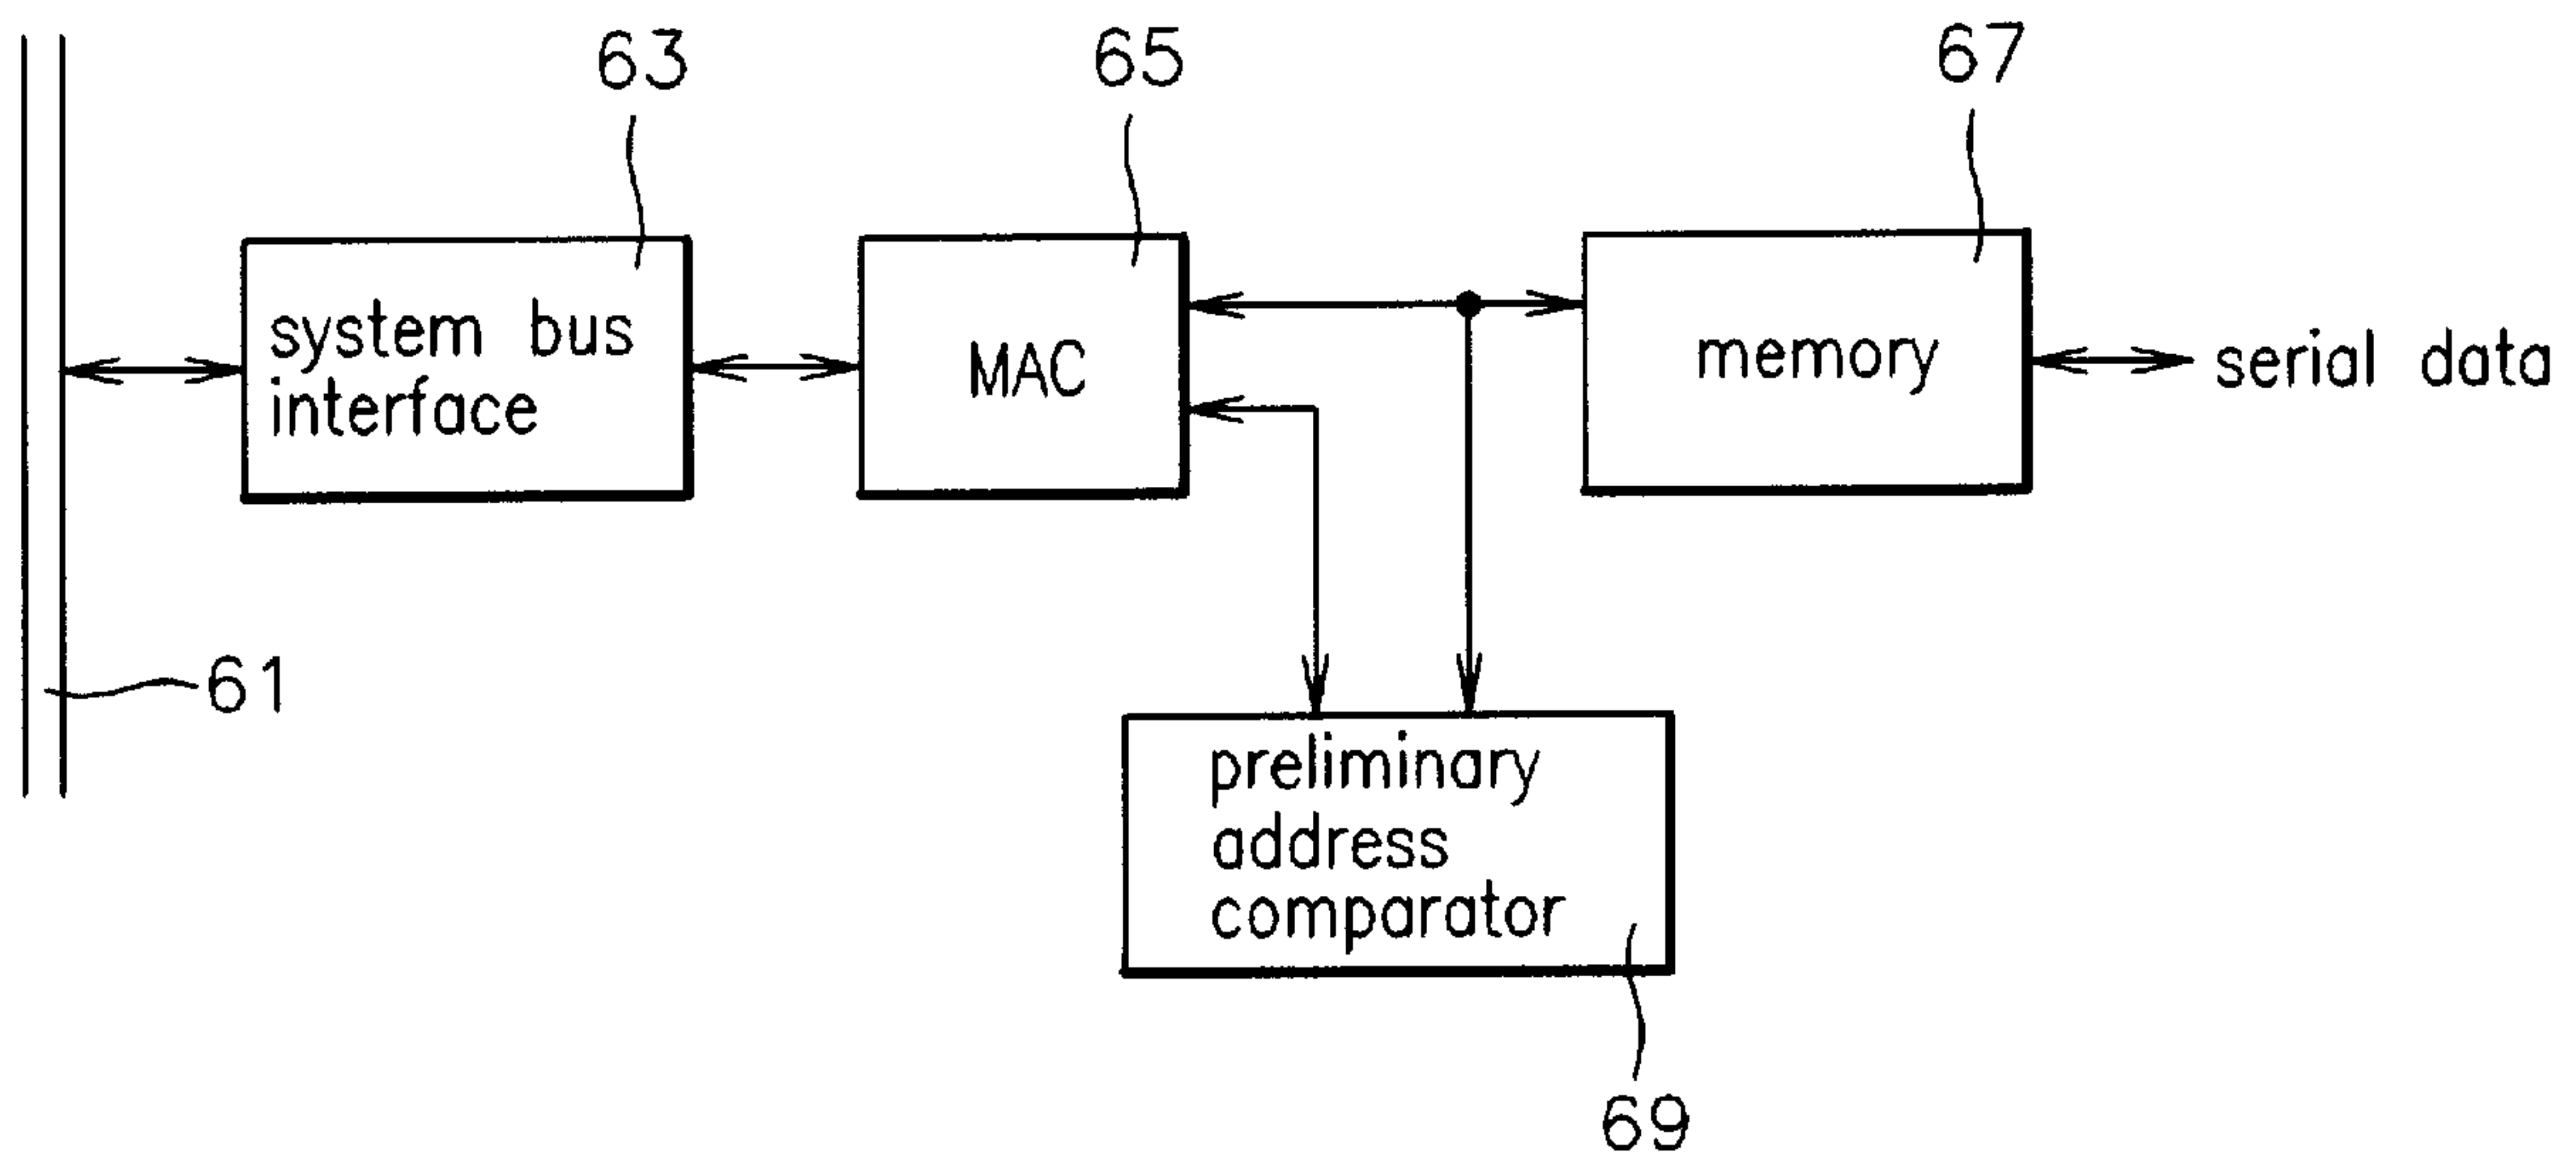 63
65
67
system bus
interface
MAC
memory
serial data
61
preliminary
address
comparator
69